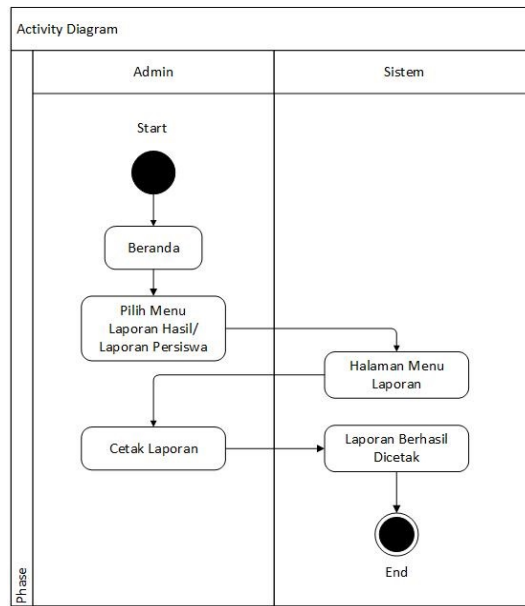 Activity Diagram
Admin
Sistem
Start
Beranda
Pilih Menu
Laporan Hasil/
Laporan Persiswa
Halaman Menu
Laporan
Cetak Laporan
Laporan Berhasil
Dicetak
End
Phase